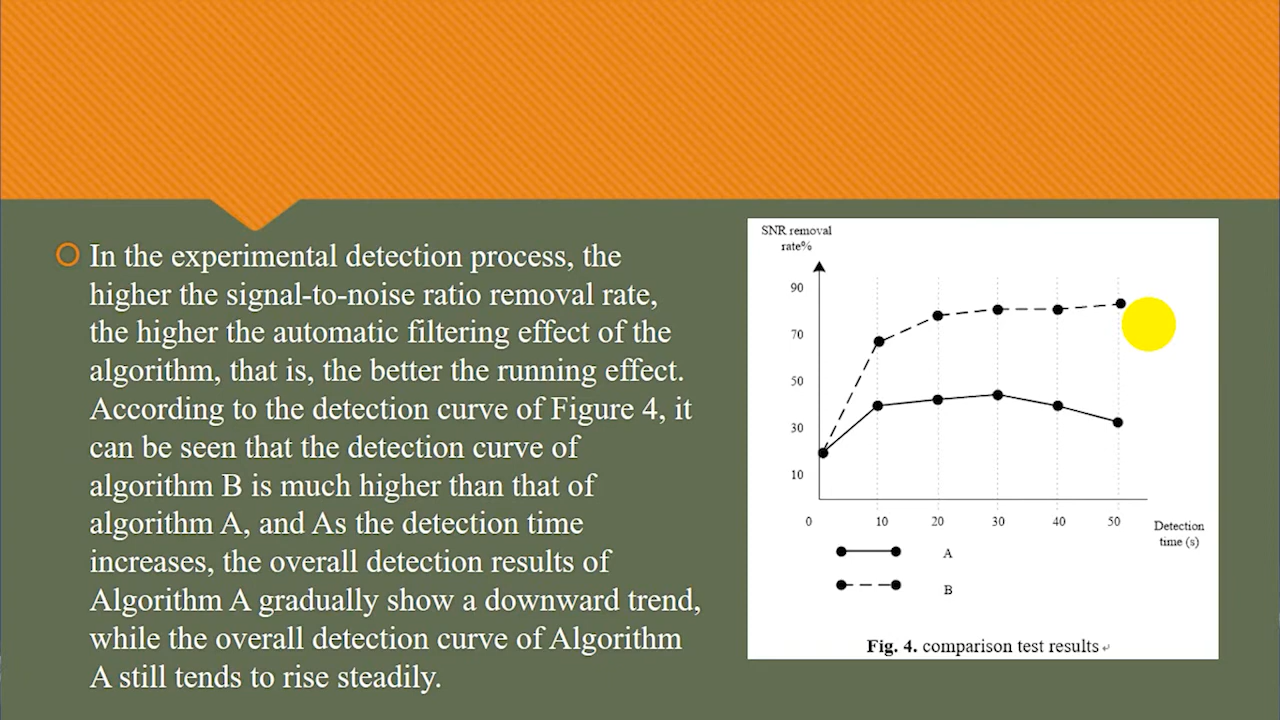 In the experimental detection process, the
higher the signal-to-noise ratio removal rate,
the higher the automatic filtering effect of the
algorithm, that is, the better the running effect.
According to the detection curve of Figure 4, it
can be seen that the detection curve of
algorithm B is much higher than that of
algorithm A, and As the detection time
increases, the overall detection results of
Algorithm A gradually show a downward trend,
while the overall detection curve of Algorithm
A still tends to rise steadily.
SNR removal
rate%
90
70
50
30
10
0 10 20 30 40 50
Detection
time (s)
A
B
Fig. 4. comparison test results